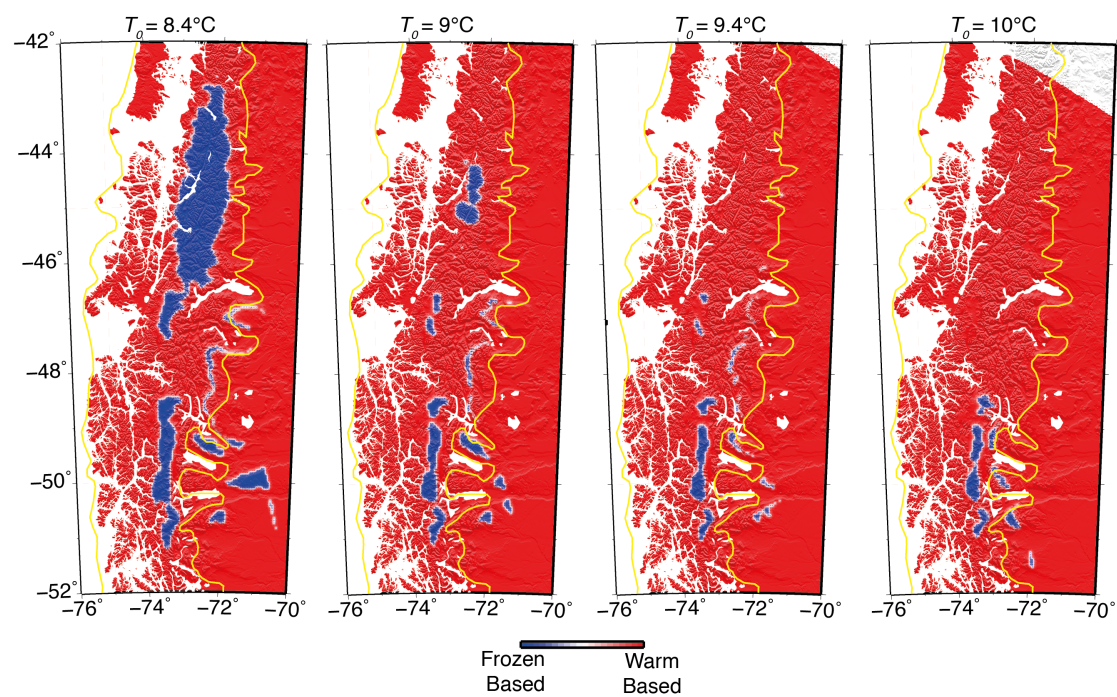 T₀ = 8.4°C
T₀ = 9°C
T₀ = 9.4°C
T₀ = 10°C
−42°
−44°
−46°
−48°
−50°
−52°
−76° −74° −72° −70°
−76° −74° −72° −70°
−76° −74° −72° −70°
−76° −74° −72° −70°
Frozen Based
Warm Based